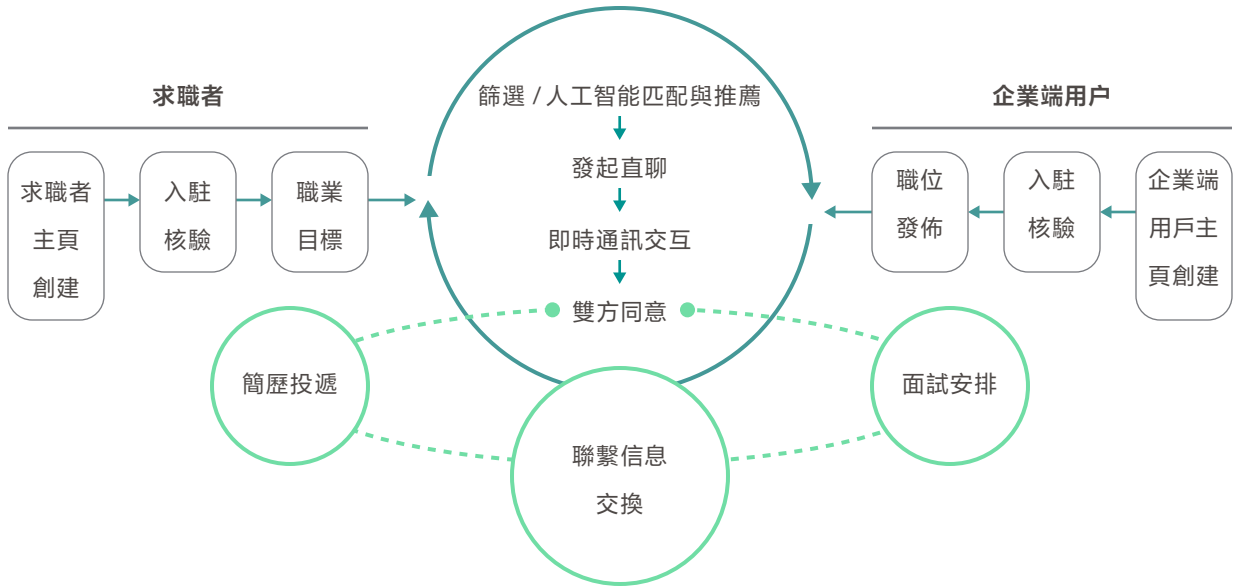 求職者
求職者
主頁
創建
入駐
核驗
職業
目標
篩選 / 人工智能匹配與推薦
發起直聊
即時通訊交互
雙方同意
企業端用户
職位
發佈
入駐
核驗
企業端
用戶主
頁創建
簡歷投遞
聯繫信息
交換
面試安排